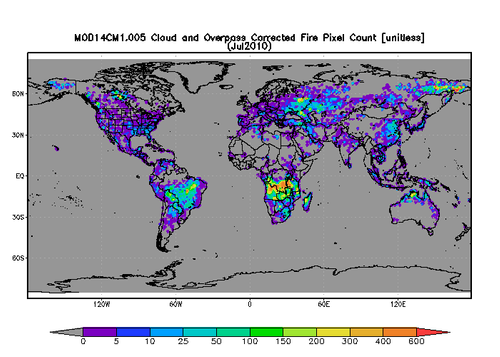 MOD14CM1.005 Cloud and Overpass Corrected Fire Pixel Count [unitless]
(Jul2010)
60N
30N
EQ
30S
60S
120W 60W 0 60E 120E
0 5 10 25 50 100 150 200 300 400 600